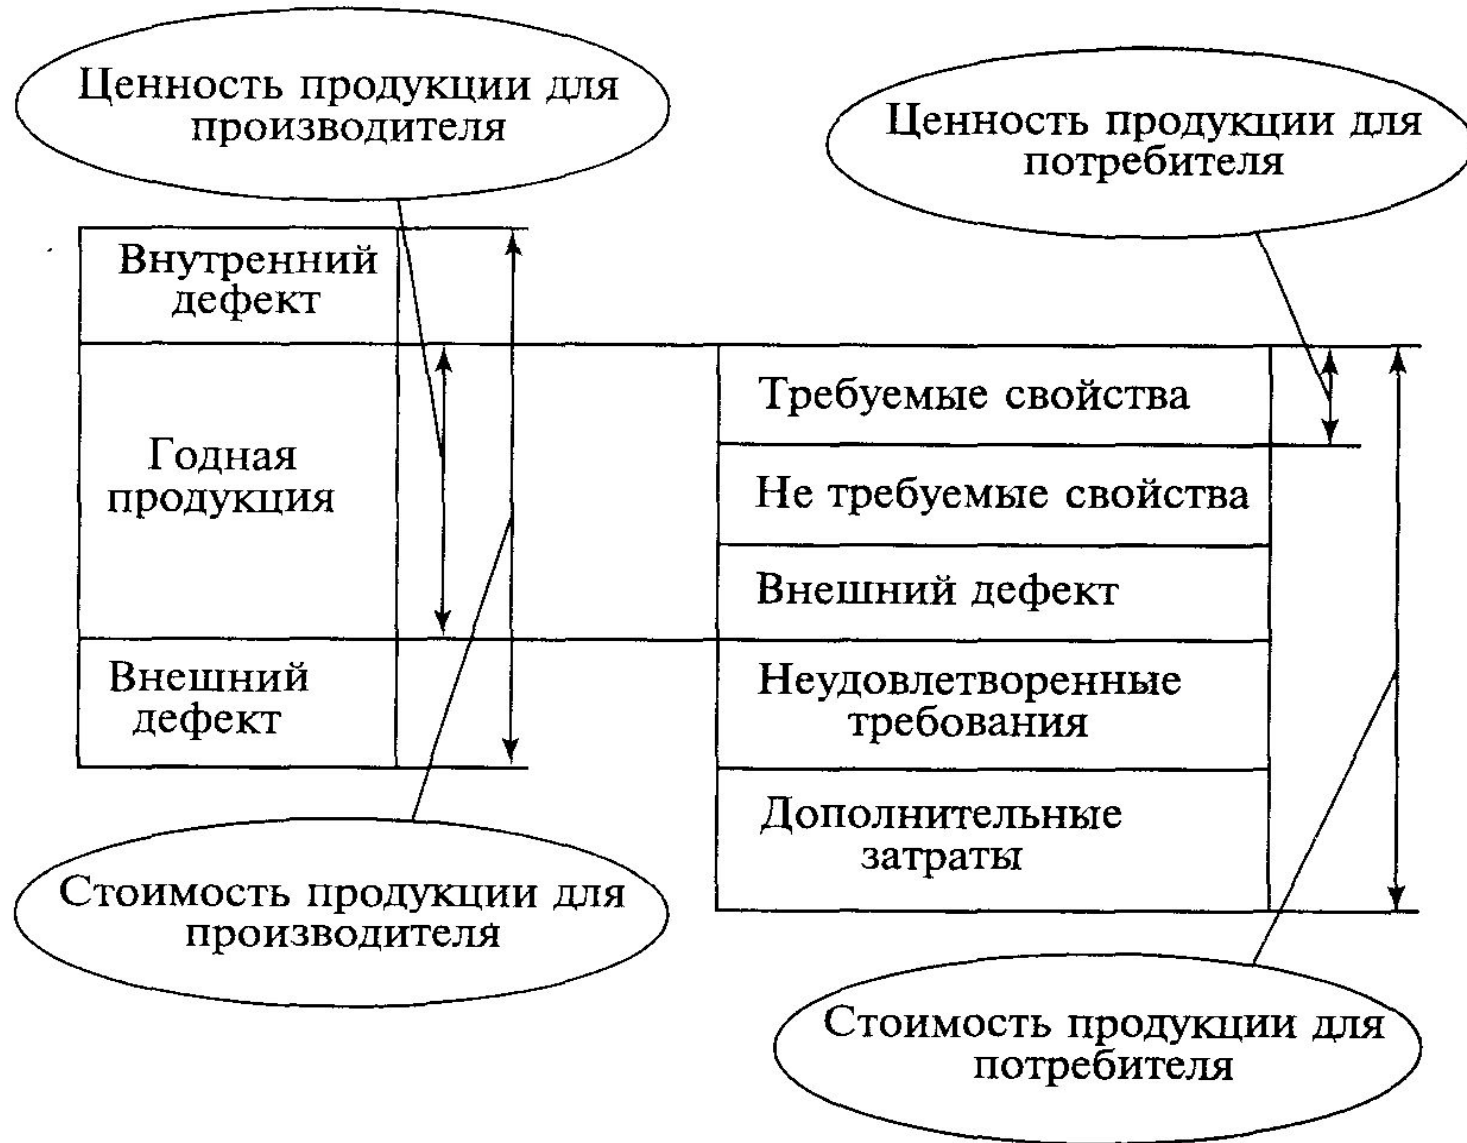 Ценность продукции для
производителя
Ценность продукции для
потребителя
Внутренний
дефект
Годная
продукция
Внешний
дефект
Требуемые свойства
Не требуемые свойства
Внешний дефект
Неудовлетворенные
требования
Дополнительные
затраты
Стоимость продукции для
производителя
Стоимость продукции для
потребителя